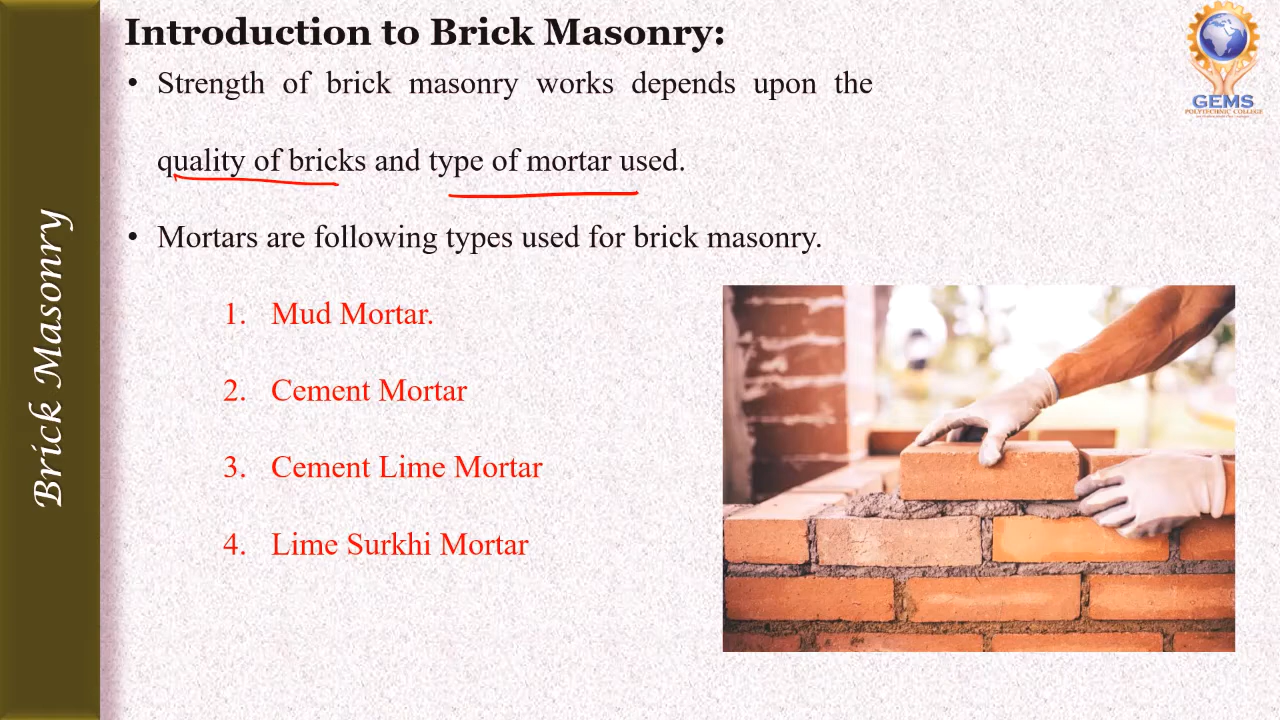 Introduction to Brick Masonry:
• Strength of brick masonry works depends upon the
quality of bricks and type of mortar used.
• Mortars are following types used for brick masonry.
1. Mud Mortar.
2. Cement Mortar
3. Cement Lime Mortar
4. Lime Surkhi Mortar
Brick Masonry
GEMS
POLYTECHNIC COLLEGE